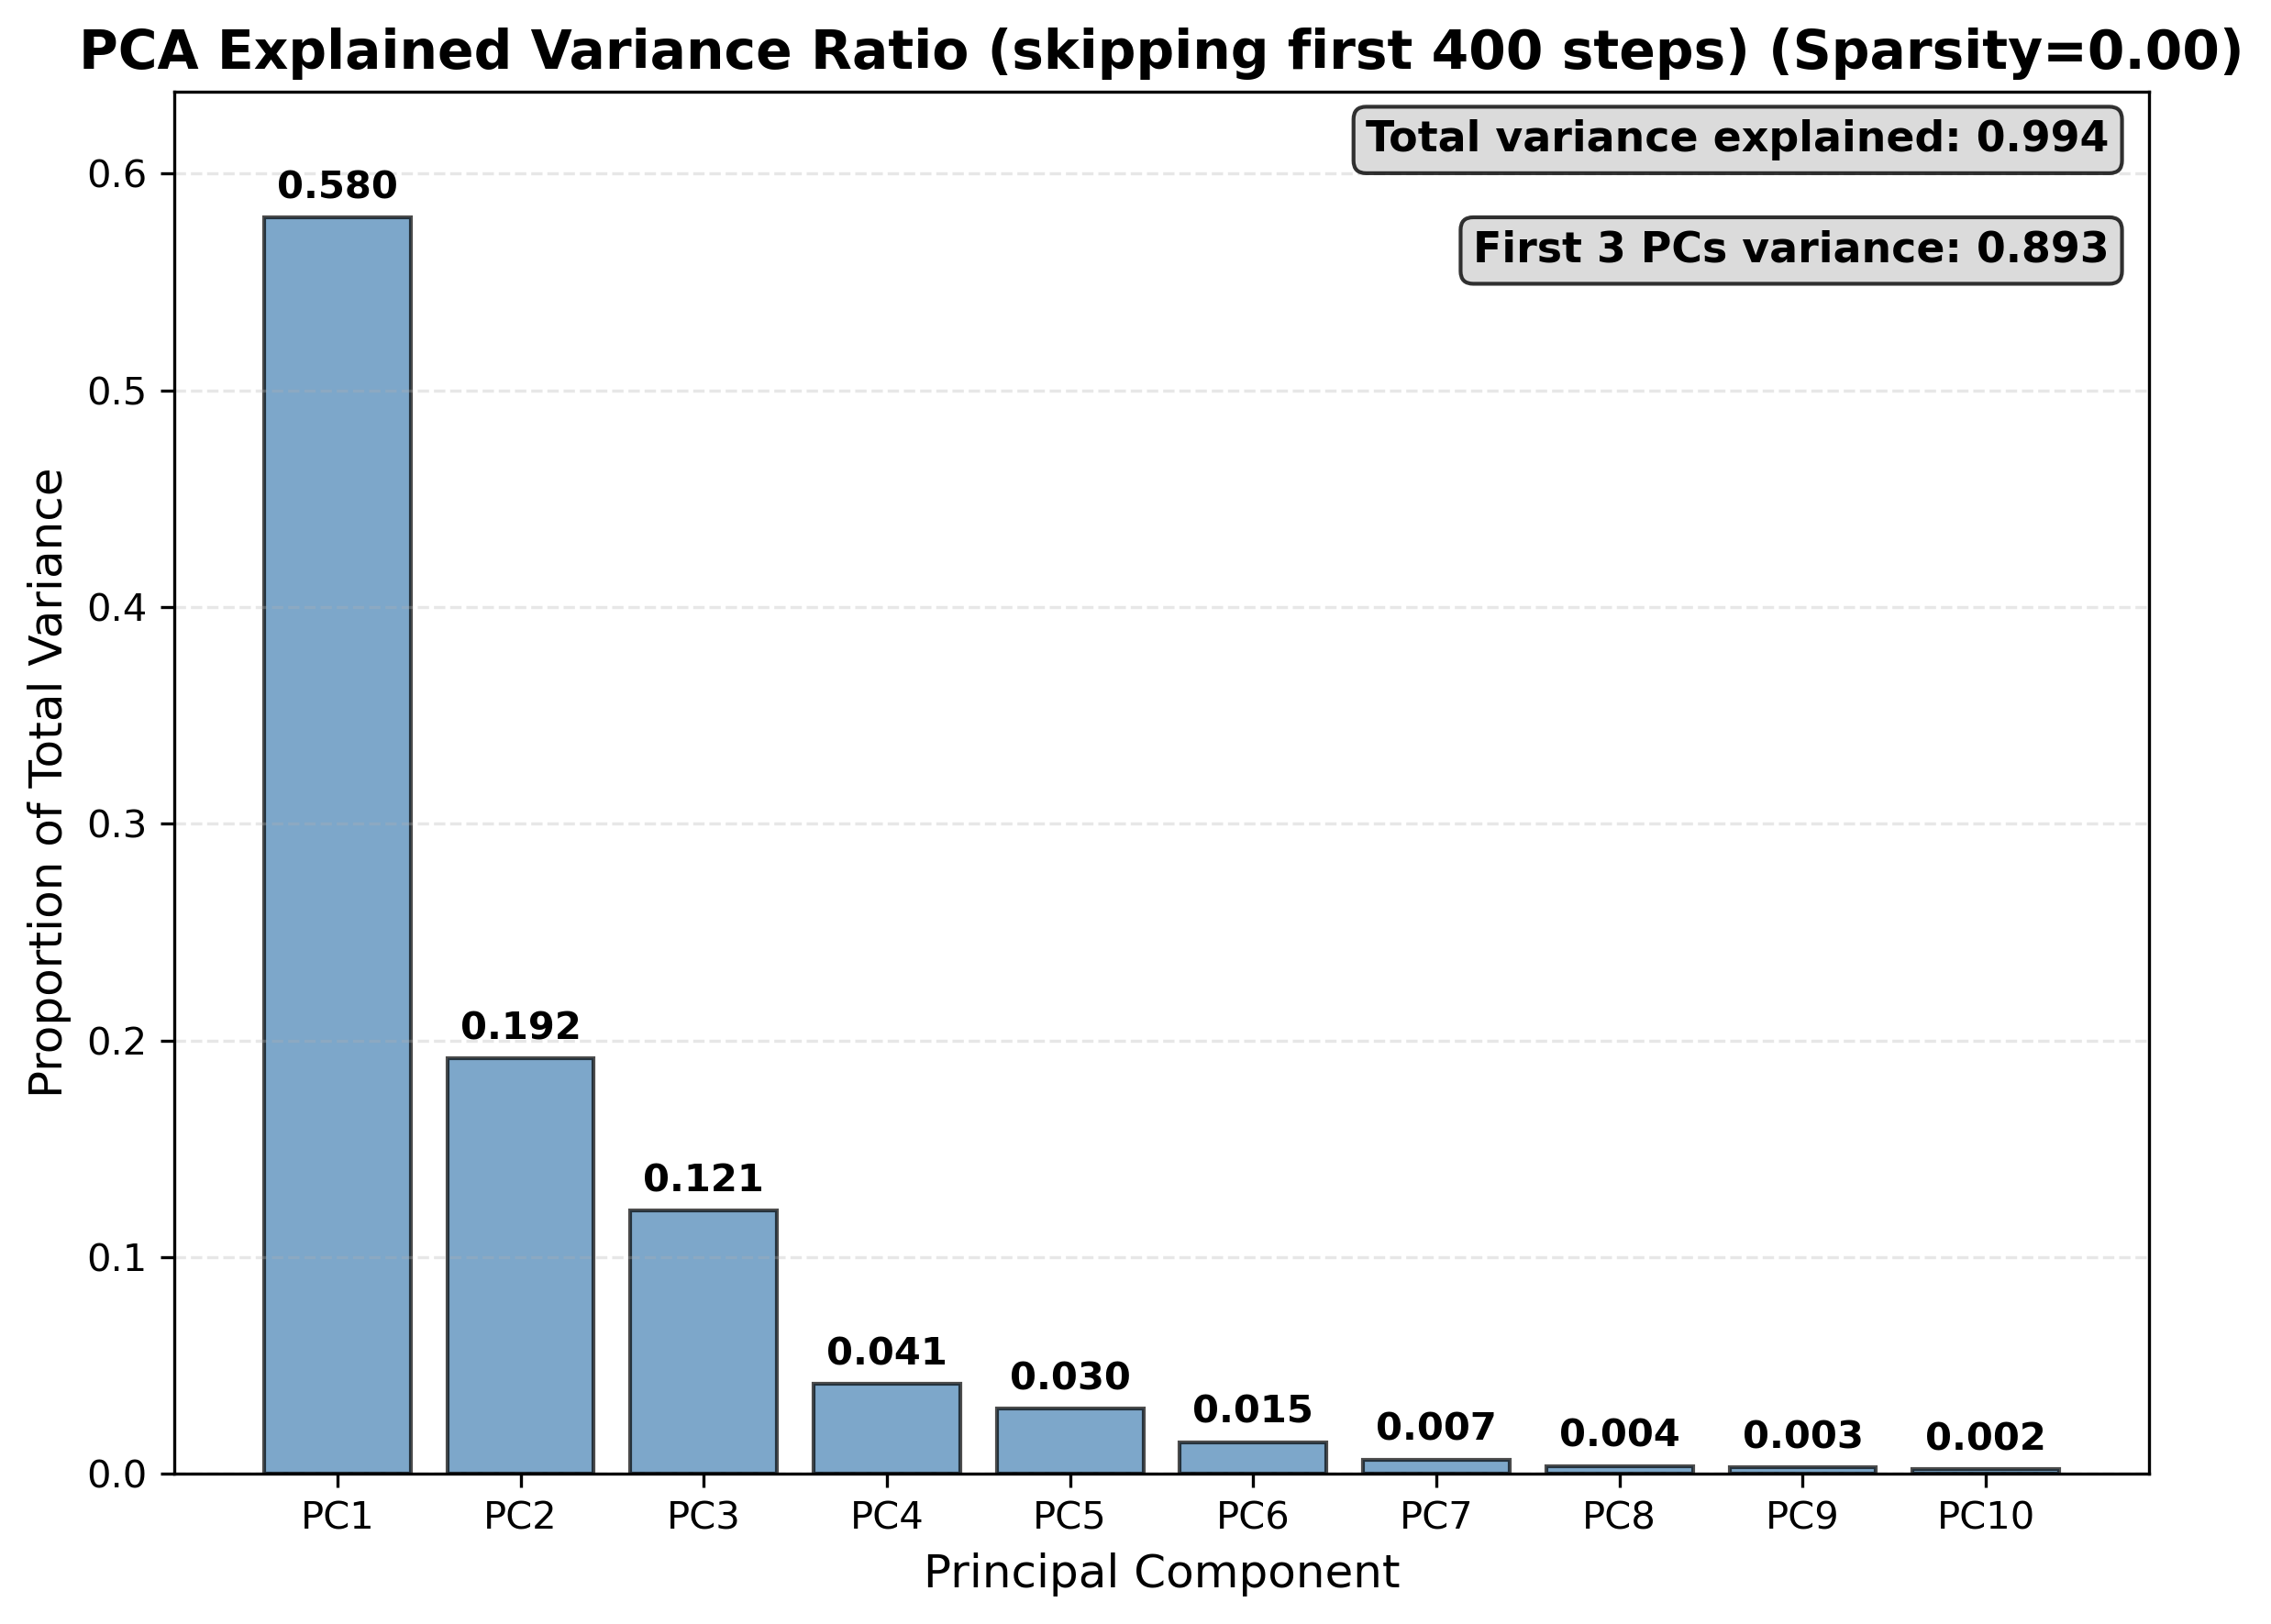 PCA Explained Variance Ratio (skipping first 400 steps) (Sparsity=0.00)
Total variance explained: 0.994
First 3 PCs variance: 0.893
Proportion of Total Variance
0.6
0.5
0.4
0.3
0.2
0.1
0.0
0.580
0.192
0.121
0.041
0.030
0.015
0.007
0.004
0.003
0.002
PC1 PC2 PC3 PC4 PC5 PC6 PC7 PC8 PC9 PC10
Principal Component